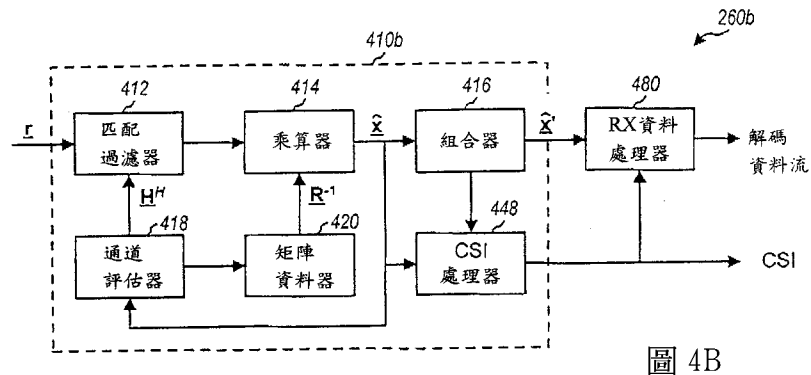 260b
410b
412
匹配
過濾器
414
乘算器
416
組合器
480
RX資料
處理器
r
x̂
x̂'
解碼
資料流
H^H
R^-1
418
通道
評估器
420
矩陣
資料器
448
CSI
處理器
CSI
圖 4B